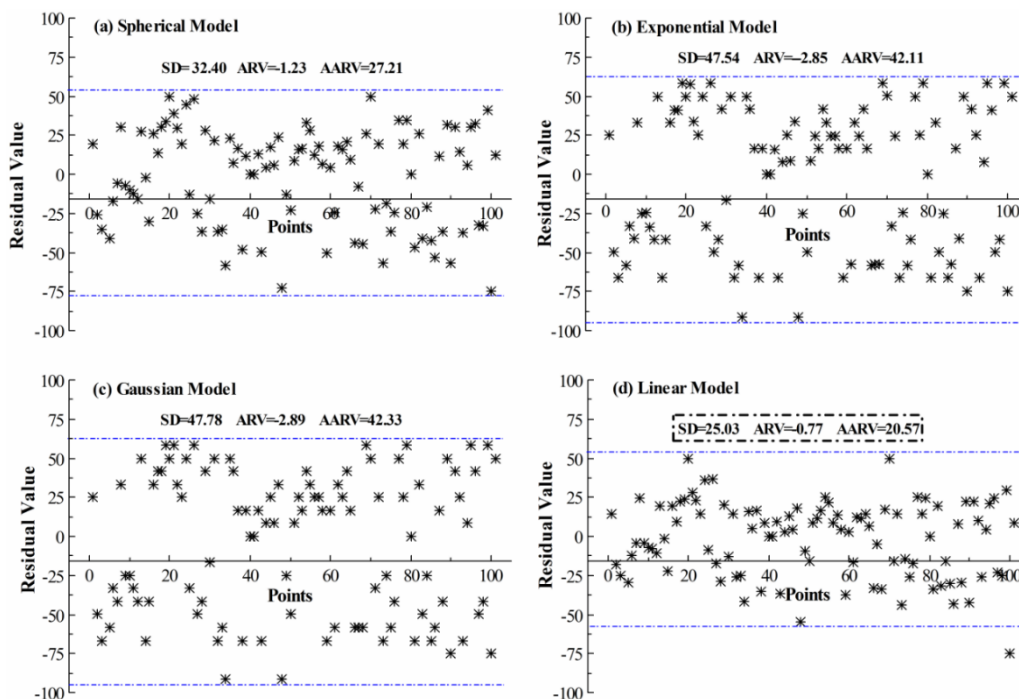 (a) Spherical Model
SD=32.40 ARV=-1.23 AARV=27.21
Residual Value
100
75
50
25
0
-25
-50
-75
-100
0 20 40 60 80 100
Points
(b) Exponential Model
SD=47.54 ARV=-2.85 AARV=42.11
Residual Value
100
75
50
25
0
-25
-50
-75
-100
0 20 40 60 80 100
Points
(c) Gaussian Model
SD=47.78 ARV=-2.89 AARV=42.33
Residual Value
100
75
50
25
0
-25
-50
-75
-100
0 20 40 60 80 100
Points
(d) Linear Model
SD=25.03 ARV=-0.77 AARV=20.57
Residual Value
100
75
50
25
0
-25
-50
-75
-100
0 20 40 60 80 100
Points